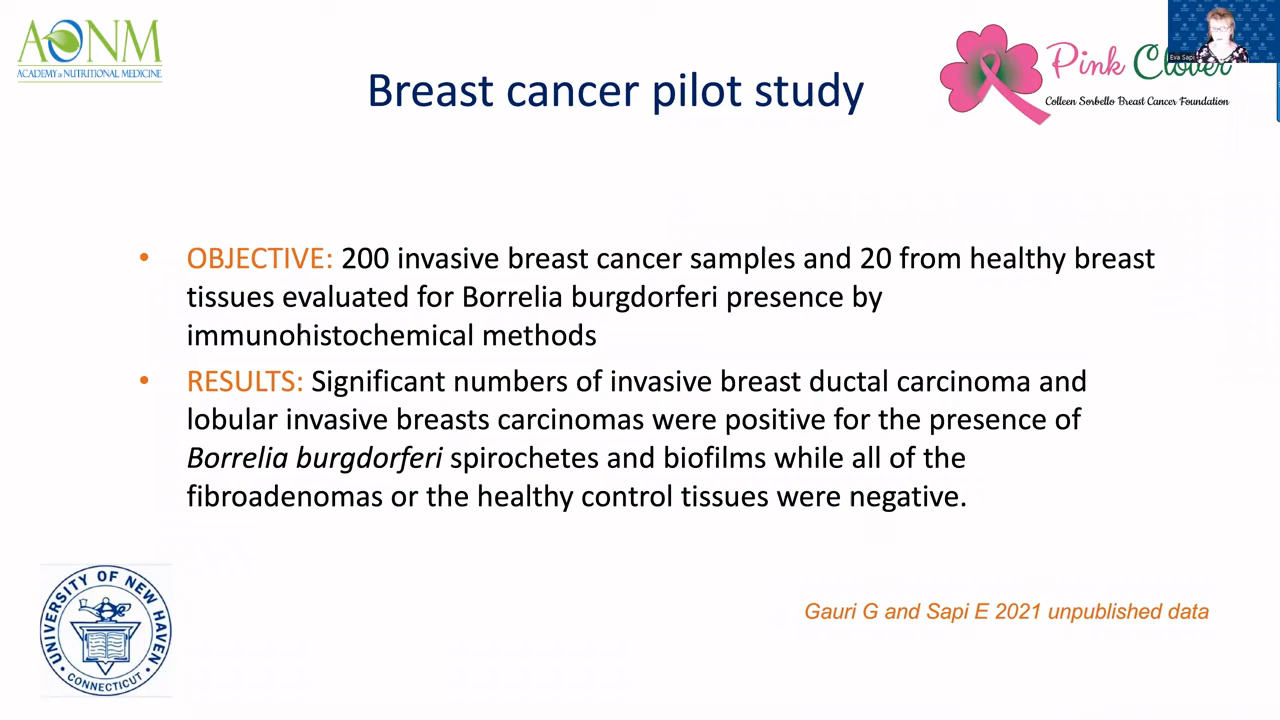 AONM
ACADEMY of NUTRITIONAL MEDICINE
Breast cancer pilot study
Pink Clover
Colleen Sorbello Breast Cancer Foundation
Eva Sapi
• OBJECTIVE: 200 invasive breast cancer samples and 20 from healthy breast
tissues evaluated for Borrelia burgdorferi presence by
immunohistochemical methods
• RESULTS: Significant numbers of invasive breast ductal carcinoma and
lobular invasive breasts carcinomas were positive for the presence of
Borrelia burgdorferi spirochetes and biofilms while all of the
fibroadenomas or the healthy control tissues were negative.
Gauri G and Sapi E 2021 unpublished data
UNIVERSITY OF NEW HAVEN
• CONNECTICUT •